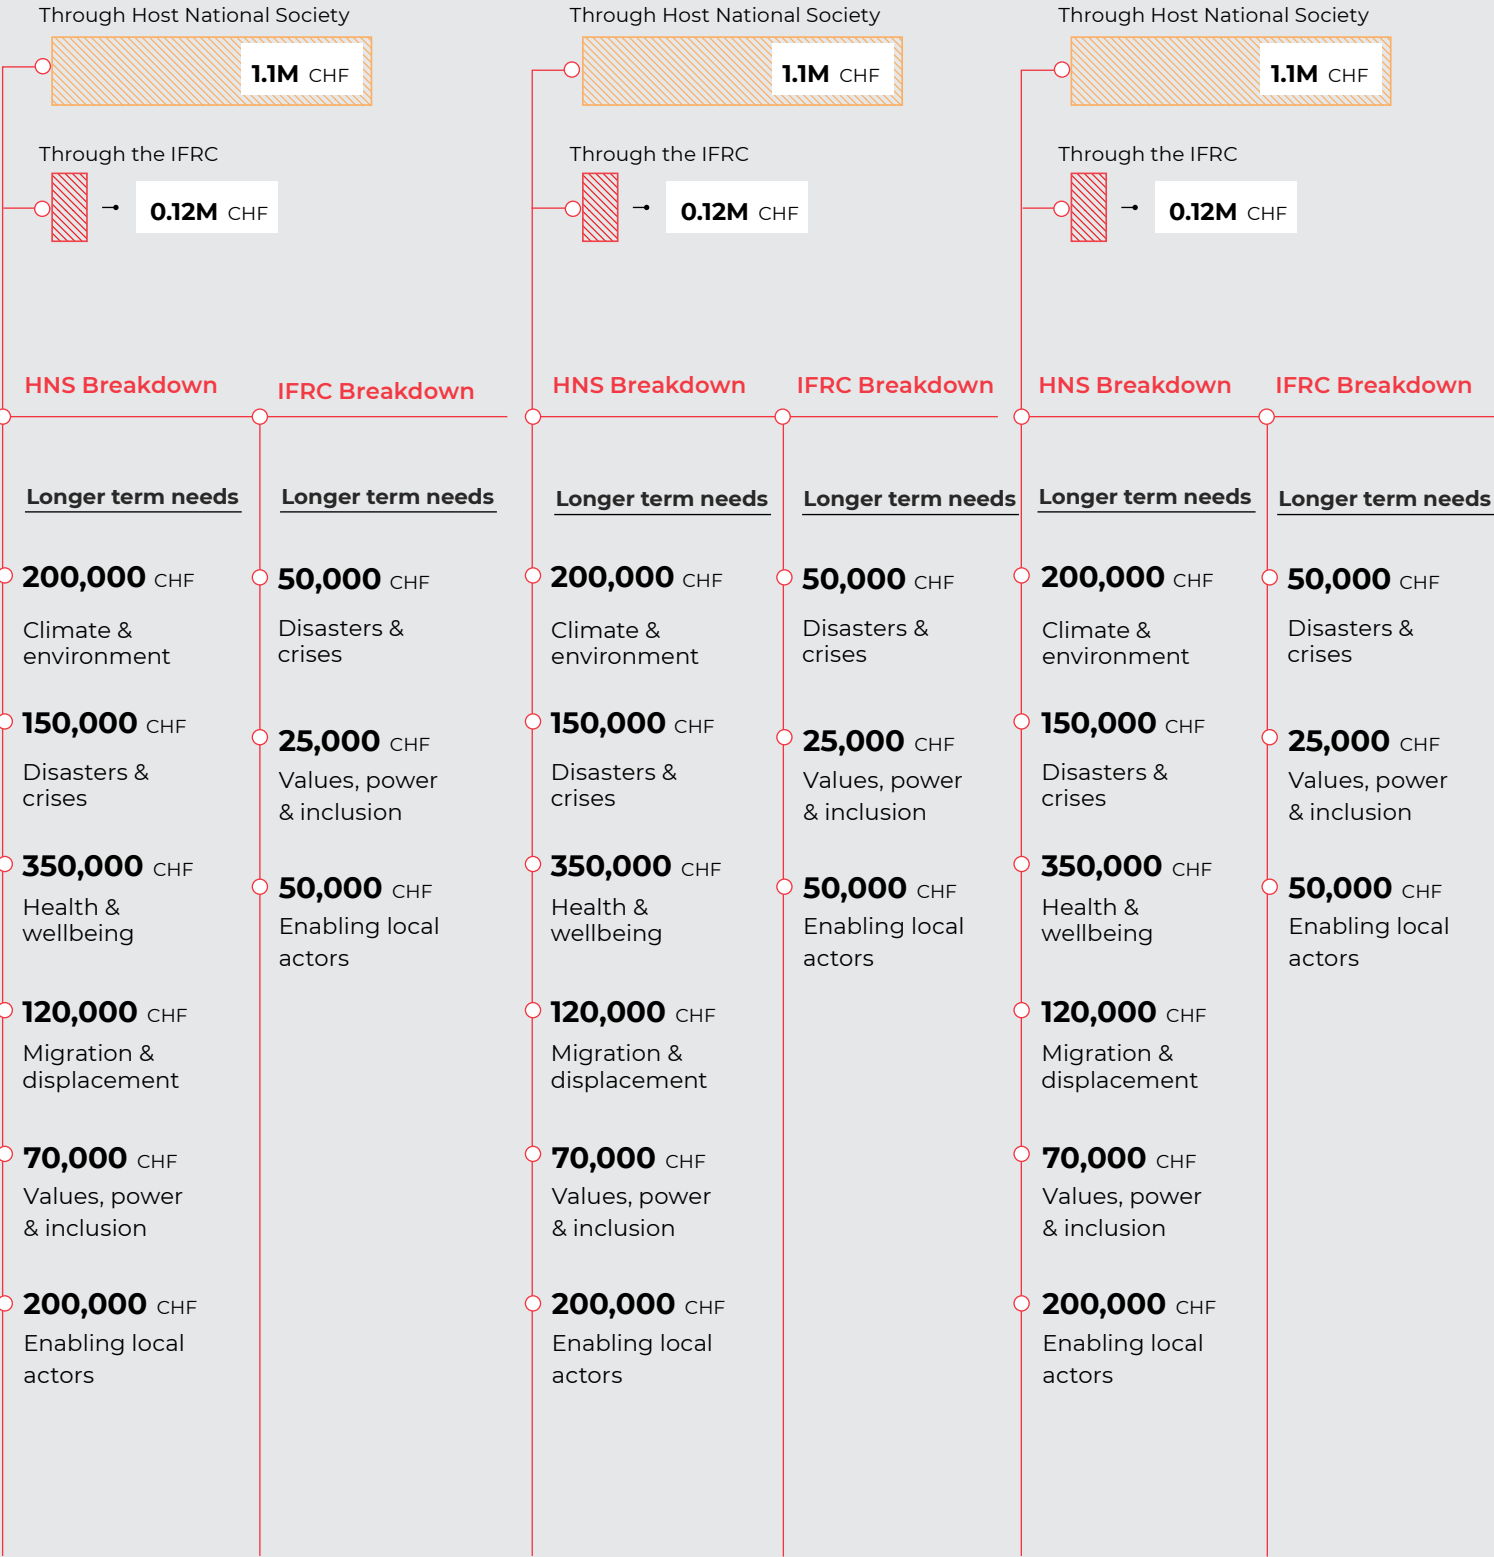 Through Host National Society
1.1M CHF
Through the IFRC
0.12M CHF
HNS Breakdown
Longer term needs
200,000 CHF
Climate &
environment
150,000 CHF
Disasters &
crises
350,000 CHF
Health &
wellbeing
120,000 CHF
Migration &
displacement
70,000 CHF
Values, power
& inclusion
200,000 CHF
Enabling local
actors
IFRC Breakdown
Longer term needs
50,000 CHF
Disasters &
crises
25,000 CHF
Values, power
& inclusion
50,000 CHF
Enabling local
actors
Through Host National Society
1.1M CHF
Through the IFRC
0.12M CHF
HNS Breakdown
Longer term needs
200,000 CHF
Climate &
environment
150,000 CHF
Disasters &
crises
350,000 CHF
Health &
wellbeing
120,000 CHF
Migration &
displacement
70,000 CHF
Values, power
& inclusion
200,000 CHF
Enabling local
actors
IFRC Breakdown
Longer term needs
50,000 CHF
Disasters &
crises
25,000 CHF
Values, power
& inclusion
50,000 CHF
Enabling local
actors
Through Host National Society
1.1M CHF
Through the IFRC
0.12M CHF
HNS Breakdown
Longer term needs
200,000 CHF
Climate &
environment
150,000 CHF
Disasters &
crises
350,000 CHF
Health &
wellbeing
120,000 CHF
Migration &
displacement
70,000 CHF
Values, power
& inclusion
200,000 CHF
Enabling local
actors
IFRC Breakdown
Longer term needs
50,000 CHF
Disasters &
crises
25,000 CHF
Values, power
& inclusion
50,000 CHF
Enabling local
actors